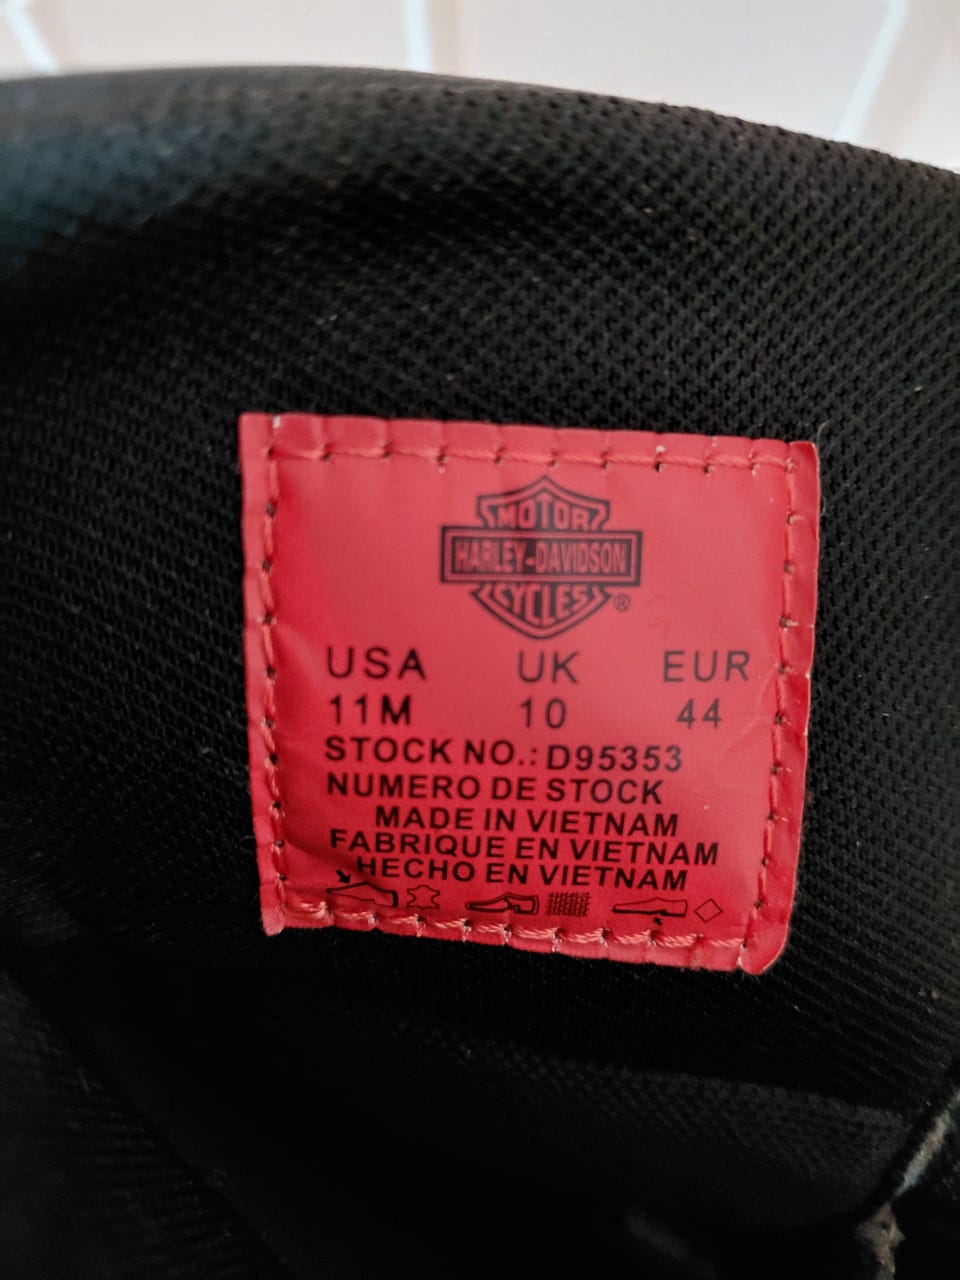 MOTOR
HARLEY-DAVIDSON
CYCLES
®
USA UK EUR
11M 10 44
STOCK NO.: D95353
NUMERO DE STOCK
MADE IN VIETNAM
FABRIQUE EN VIETNAM
HECHO EN VIETNAM